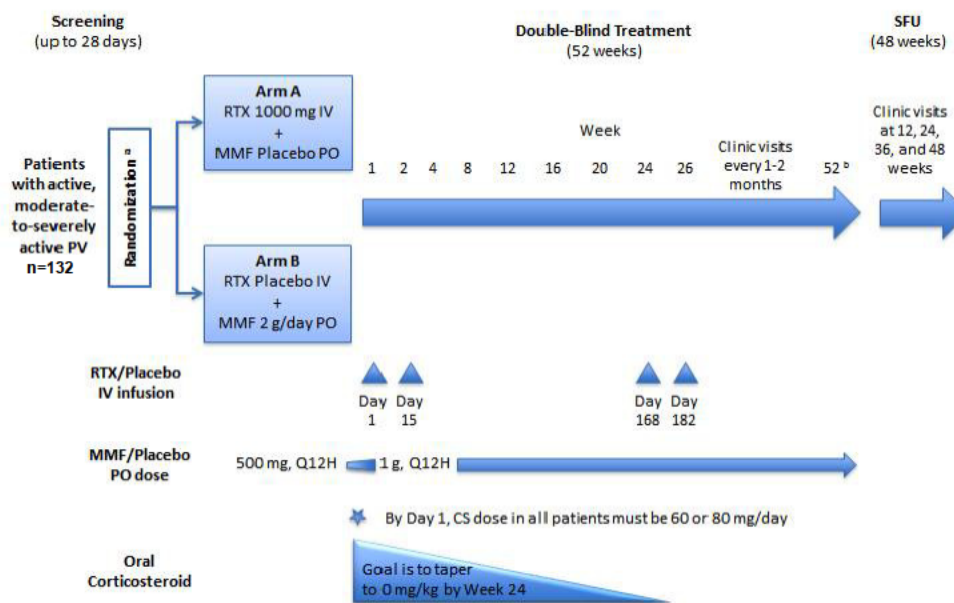 Screening
(up to 28 days)
Double-Blind Treatment
(52 weeks)
SFU
(48 weeks)
Patients
with active,
moderate-
to-severely
active PV
n=132
Randomization a
Arm A
RTX 1000 mg IV
+
MMF Placebo PO
Arm B
RTX Placebo IV
+
MMF 2 g/day PO
Week
1 2 4 8 12 16 20 24 26
Clinic visits
every 1-2
months
52 b
Clinic visits
at 12, 24,
36, and 48
weeks
RTX/Placebo
IV infusion
Day
1
Day
15
Day
168
Day
182
MMF/Placebo
PO dose
500 mg, Q12H
1 g, Q12H
By Day 1, CS dose in all patients must be 60 or 80 mg/day
Oral
Corticosteroid
Goal is to taper
to 0 mg/kg by Week 24